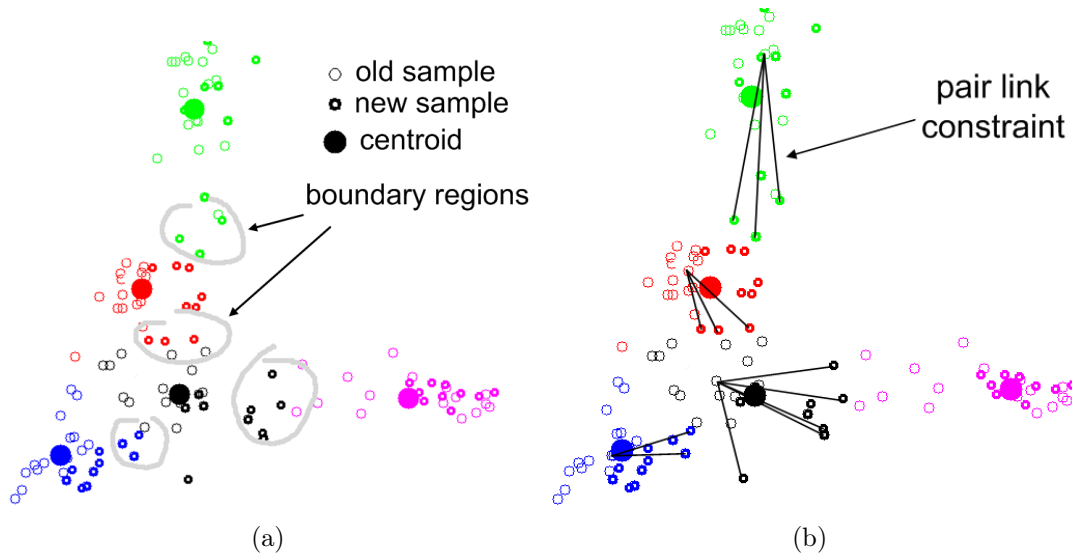 old sample
new sample
centroid
boundary regions
pair link
constraint
(a)
(b)